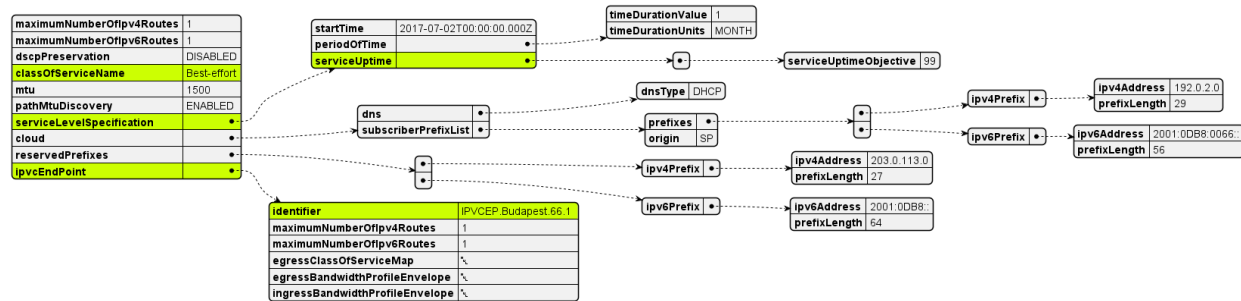 maximumNumberOfIpv4Routes 1
maximumNumberOfIpv6Routes 1
dscpPreservation DISABLED
classOfServiceName Best-effort
mtu 1500
pathMtuDiscovery ENABLED
serviceLevelSpecification
cloud
reservedPrefixes
ipvcEndPoint
startTime 2017-07-02T00:00:00.000Z
periodOfTime
serviceUptime
timeDurationValue 1
timeDurationUnits MONTH
serviceUptimeObjective 99
dns
subscriberPrefixList
dnsType DHCP
prefixes
origin SP
ipv4Prefix
ipv4Address 192.0.2.0
prefixLength 29
ipv6Prefix
ipv6Address 2001:0DB8:0066::
prefixLength 56
ipv4Prefix
ipv4Address 203.0.113.0
prefixLength 27
ipv6Prefix
ipv6Address 2001:0DB8::
prefixLength 64
identifier IPVCEP.Budapest.66.1
maximumNumberOfIpv4Routes 1
maximumNumberOfIpv6Routes 1
egressClassOfServiceMap
egressBandwidthProfileEnvelope
ingressBandwidthProfileEnvelope